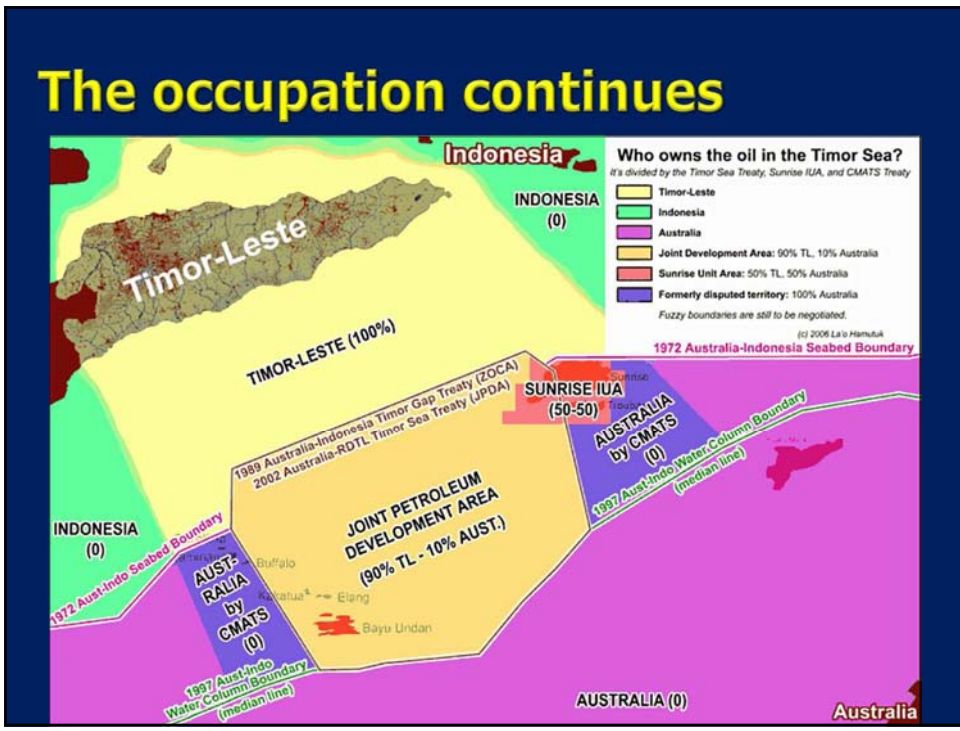 The occupation continues
Indonesia
Who owns the oil in the Timor Sea?
It's divided by the Timor Sea Treaty, Sunrise IUA, and CMATS Treaty
Timor-Leste
Indonesia
Australia
Joint Development Area: 90% TL, 10% Australia
Sunrise Unit Area: 50% TL, 50% Australia
Formerly disputed territory: 100% Australia
Fuzzy boundaries are still to be negotiated.
(c) 2006 La'o Hamutuk
INDONESIA
(0)
Timor-Leste
TIMOR-LESTE (100%)
1972 Australia-Indonesia Seabed Boundary
1989 Australia-Indonesia Timor Gap Treaty (ZOCA)
2002 Australia-RDTL Timor Sea Treaty (JPDA)
SUNRISE IUA
(50-50)
Sunrise
AUSTRALIA
by CMATS
(0)
1997 Aust-Indo Water Column Boundary
(median line)
JOINT PETROLEUM
DEVELOPMENT AREA
(90% TL - 10% AUST.)
INDONESIA
(0)
1972 Aust-Indo Seabed Boundary
AUST-
RALIA
by
CMATS
(0)
Buffalo
Kakatua
Elang
Bayu Undan
1997 Aust-Indo
Water Column Boundary
(median line)
AUSTRALIA (0)
Australia